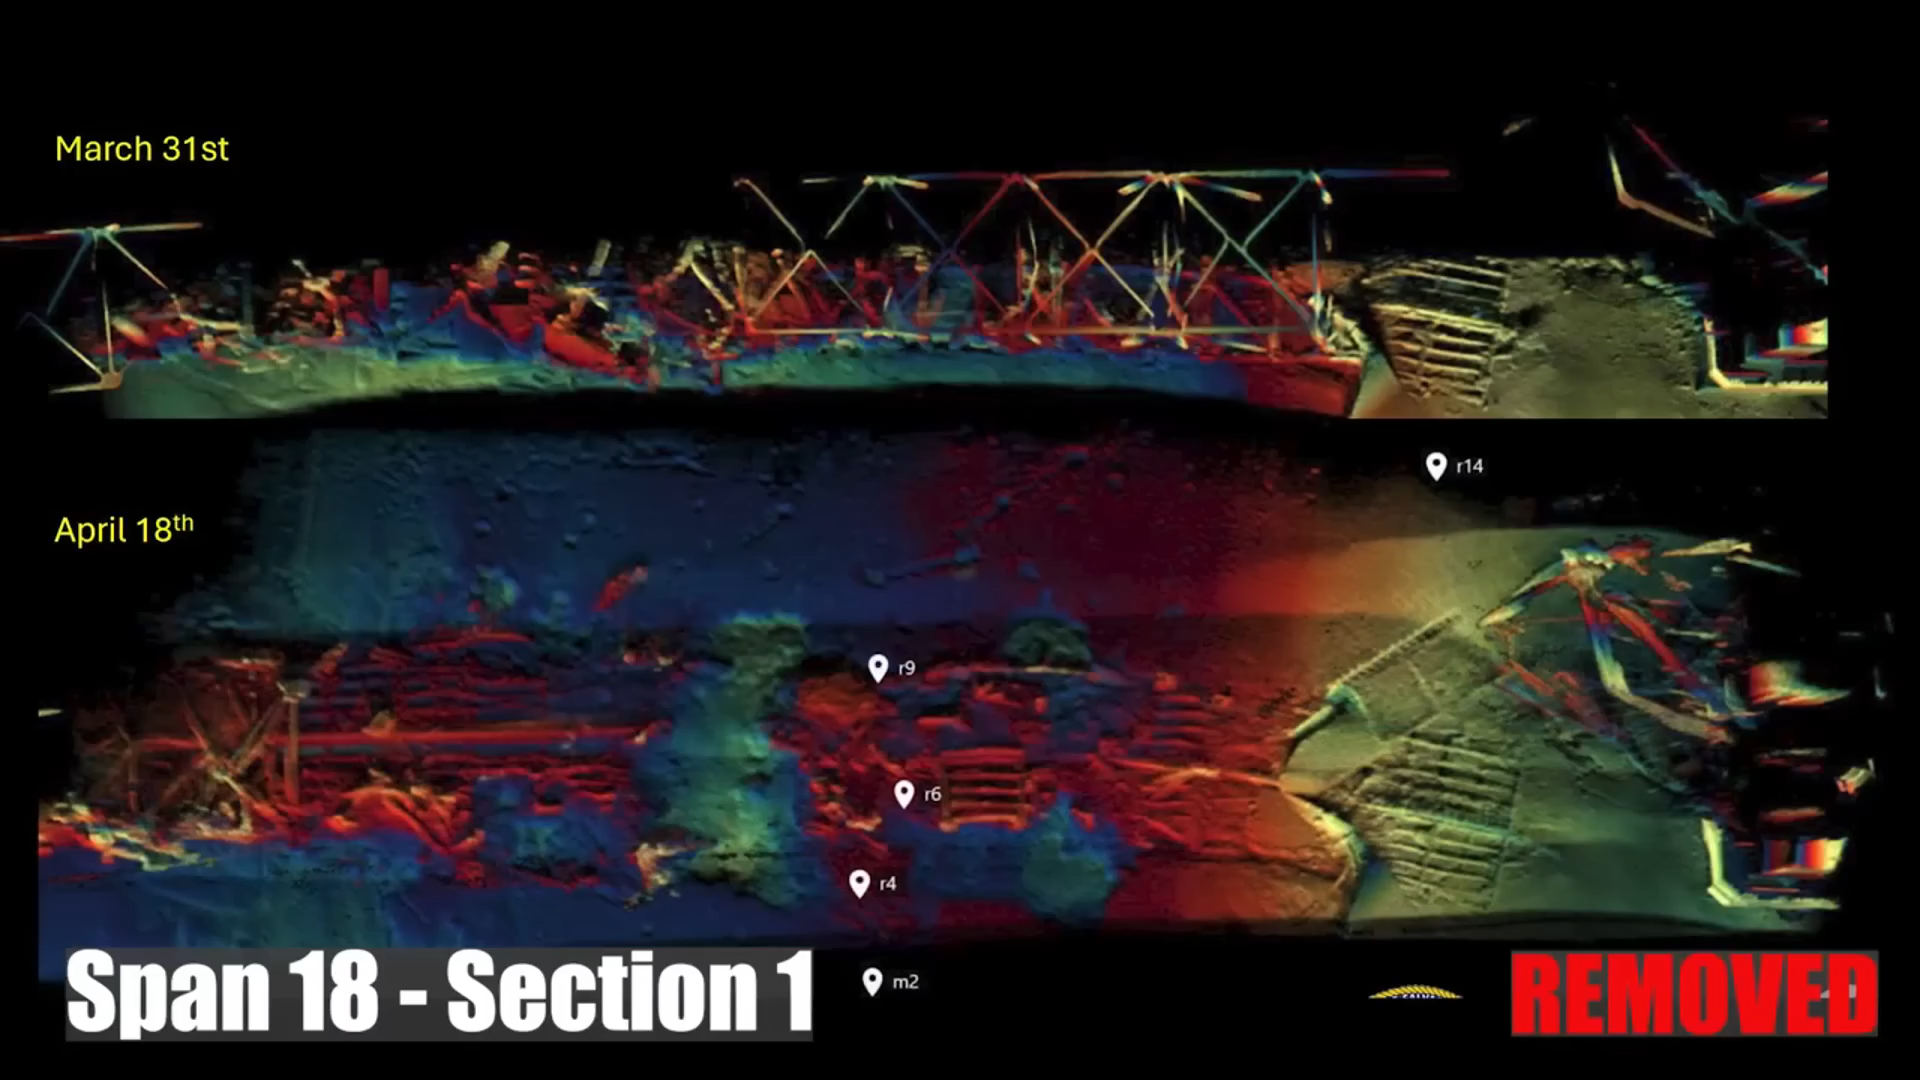 March 31st
r14
April 18th
r9
r6
r4
m2
Span 18 - Section 1
REMOVED